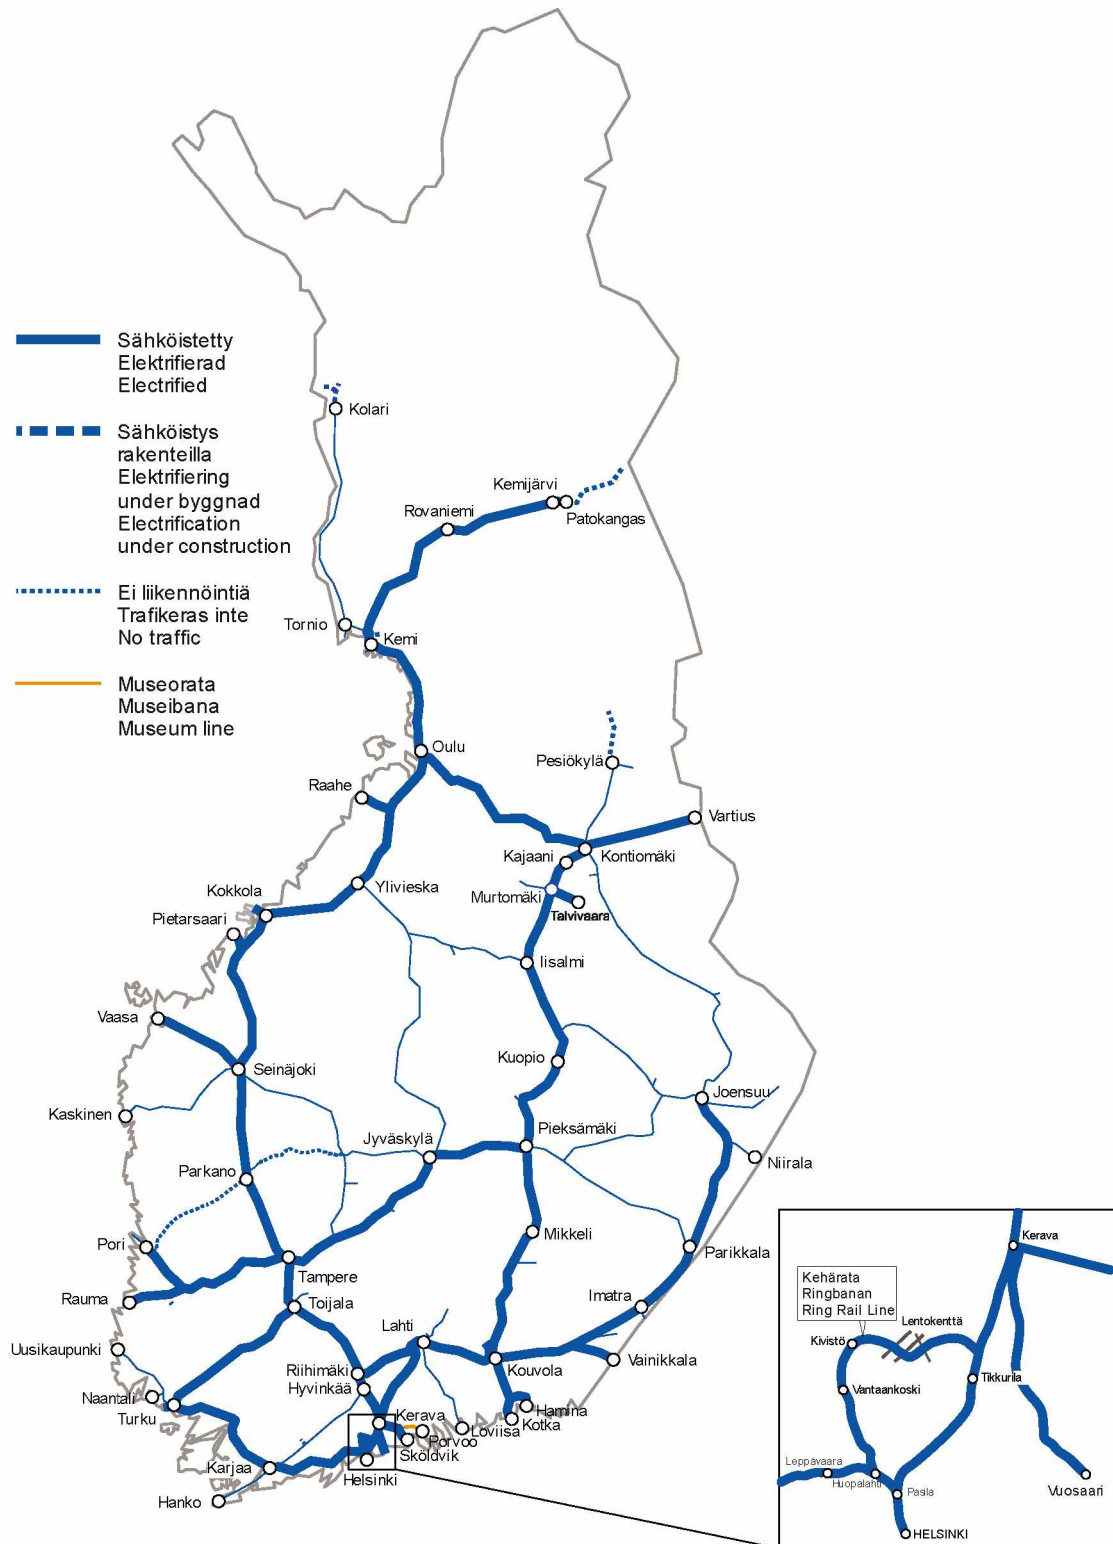 Sähköistetty
Elektrifierad
Electrified
Sähköistys
rakenteilla
Elektrifiering
under byggnad
Electrification
under construction
Ei liikennöintiä
Trafikeras inte
No traffic
Museorata
Museibana
Museum line
Kolari
Kemijärvi
Rovaniemi
Patokangas
Tornio
Kemi
Oulu
Pesiökylä
Raahe
Vartius
Kajaani
Kontiomäki
Kokkola
Ylivieska
Murtomäki
Pietarsaari
Talvivaara
Iisalmi
Vaasa
Kuopio
Seinäjoki
Joensuu
Kaskinen
Jyväskylä
Pieksämäki
Parkano
Niirala
Pori
Mikkeli
Parikkala
Tampere
Rauma
Toijala
Imatra
Lahti
Uusikaupunki
Riihimäki
Kouvola
Vainikkala
Hyvinkää
Naantali
Turku
Kerava
Hamina
Kotka
Loviisa
Porvoo
Sköldvik
Karjaa
Helsinki
Hanko
Kerava
Kehärata
Ringbanan
Ring Rail Line
Lentokenttä
Kivistö
Tikkurila
Vantaankoski
Leppävaara
Huopalahti
Pasila
Vuosaari
HELSINKI